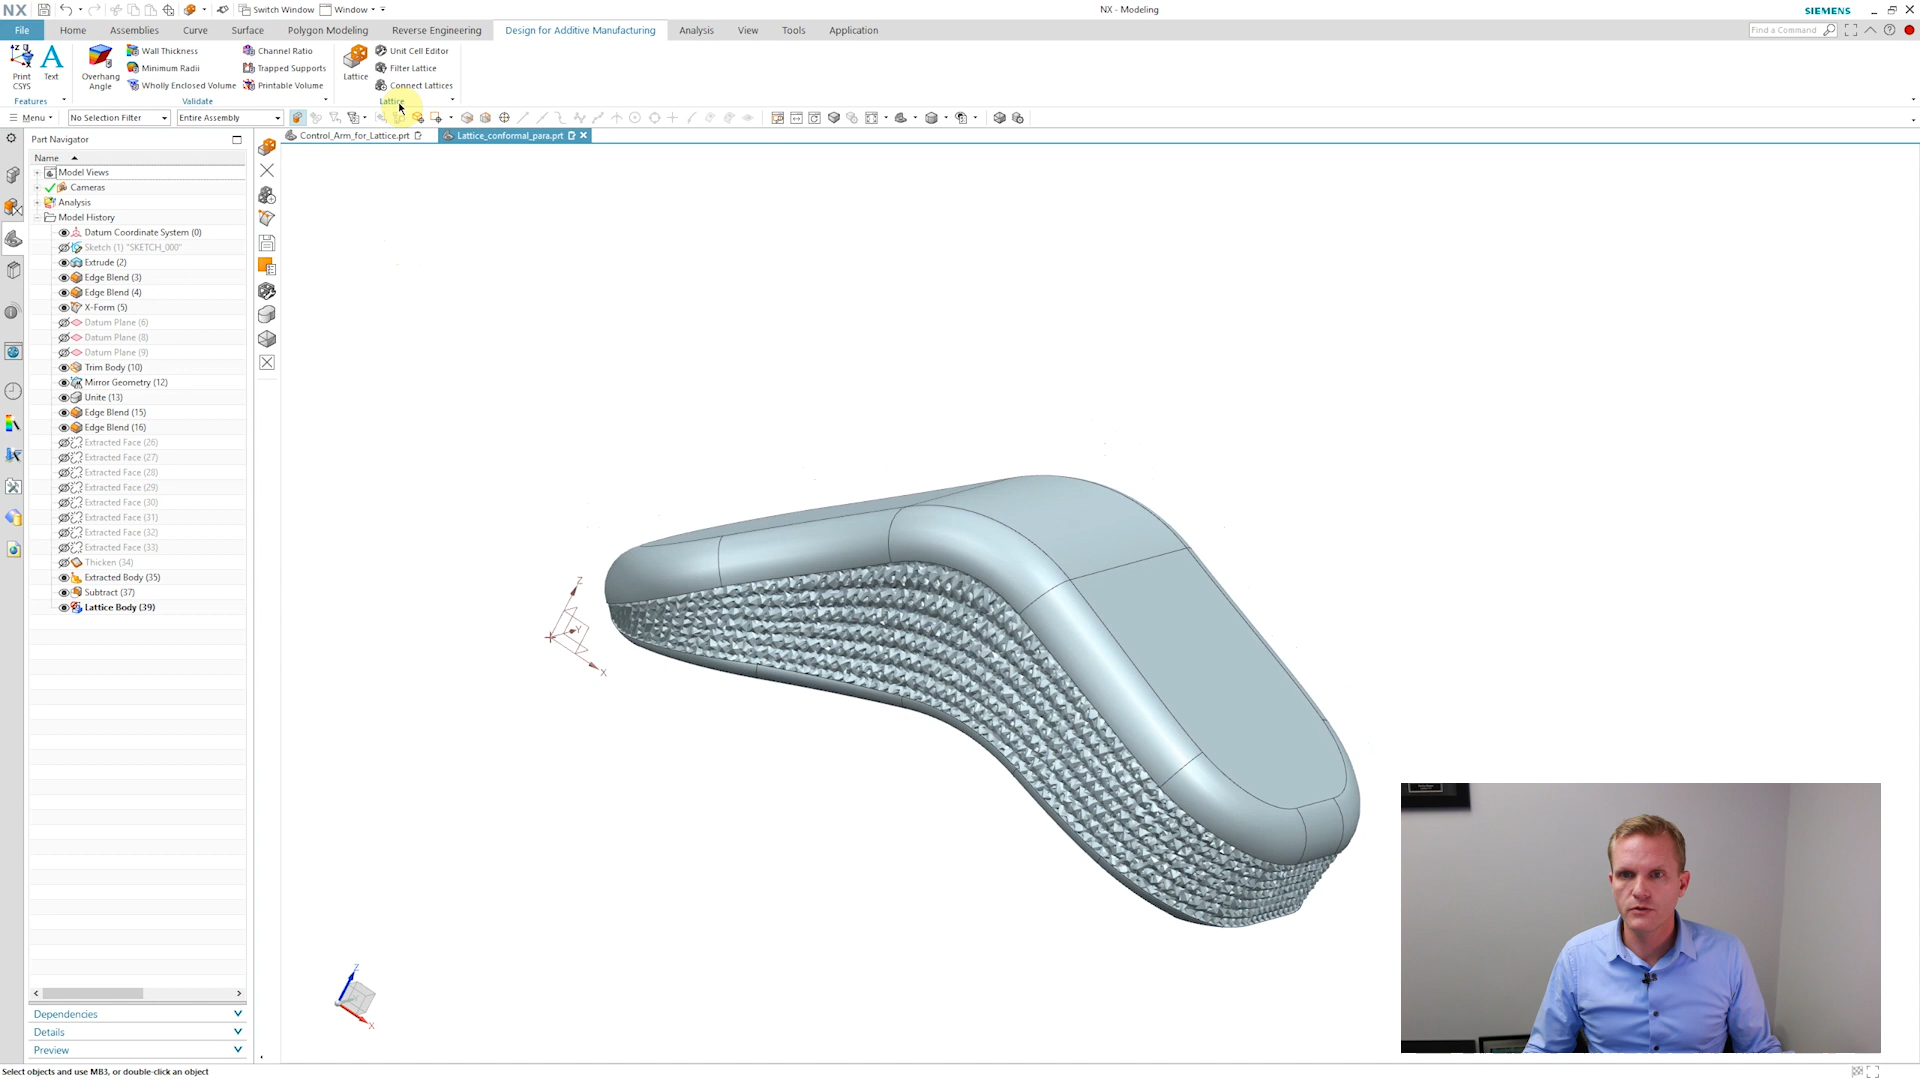 NX
Switch Window
Window
NX - Modeling
SIEMENS
File
Home
Assemblies
Curve
Surface
Polygon Modeling
Reverse Engineering
Design for Additive Manufacturing
Analysis
View
Tools
Application
Find a Command
Print CSYS
Text
Overhang Angle
Wall Thickness
Minimum Radii
Wholly Enclosed Volume
Channel Ratio
Trapped Supports
Printable Volume
Lattice
Unit Cell Editor
Filter Lattice
Connect Lattices
Features
Validate
Lattice
Menu
No Selection Filter
Entire Assembly
Part Navigator
Control_Arm_for_Lattice.prt
Lattice_conformal_para.prt
Name
Model Views
Cameras
Analysis
Model History
Datum Coordinate System (0)
Sketch (1) "SKETCH_000"
Extrude (2)
Edge Blend (3)
Edge Blend (4)
X-Form (5)
Datum Plane (6)
Datum Plane (8)
Datum Plane (9)
Trim Body (10)
Mirror Geometry (12)
Unite (13)
Edge Blend (15)
Edge Blend (16)
Extracted Face (26)
Extracted Face (27)
Extracted Face (28)
Extracted Face (29)
Extracted Face (30)
Extracted Face (31)
Extracted Face (32)
Extracted Face (33)
Thicken (34)
Extracted Body (35)
Subtract (37)
Lattice Body (39)
Z
Y
X
Z
X
Dependencies
Details
Preview
Select objects and use MB3, or double-click an object